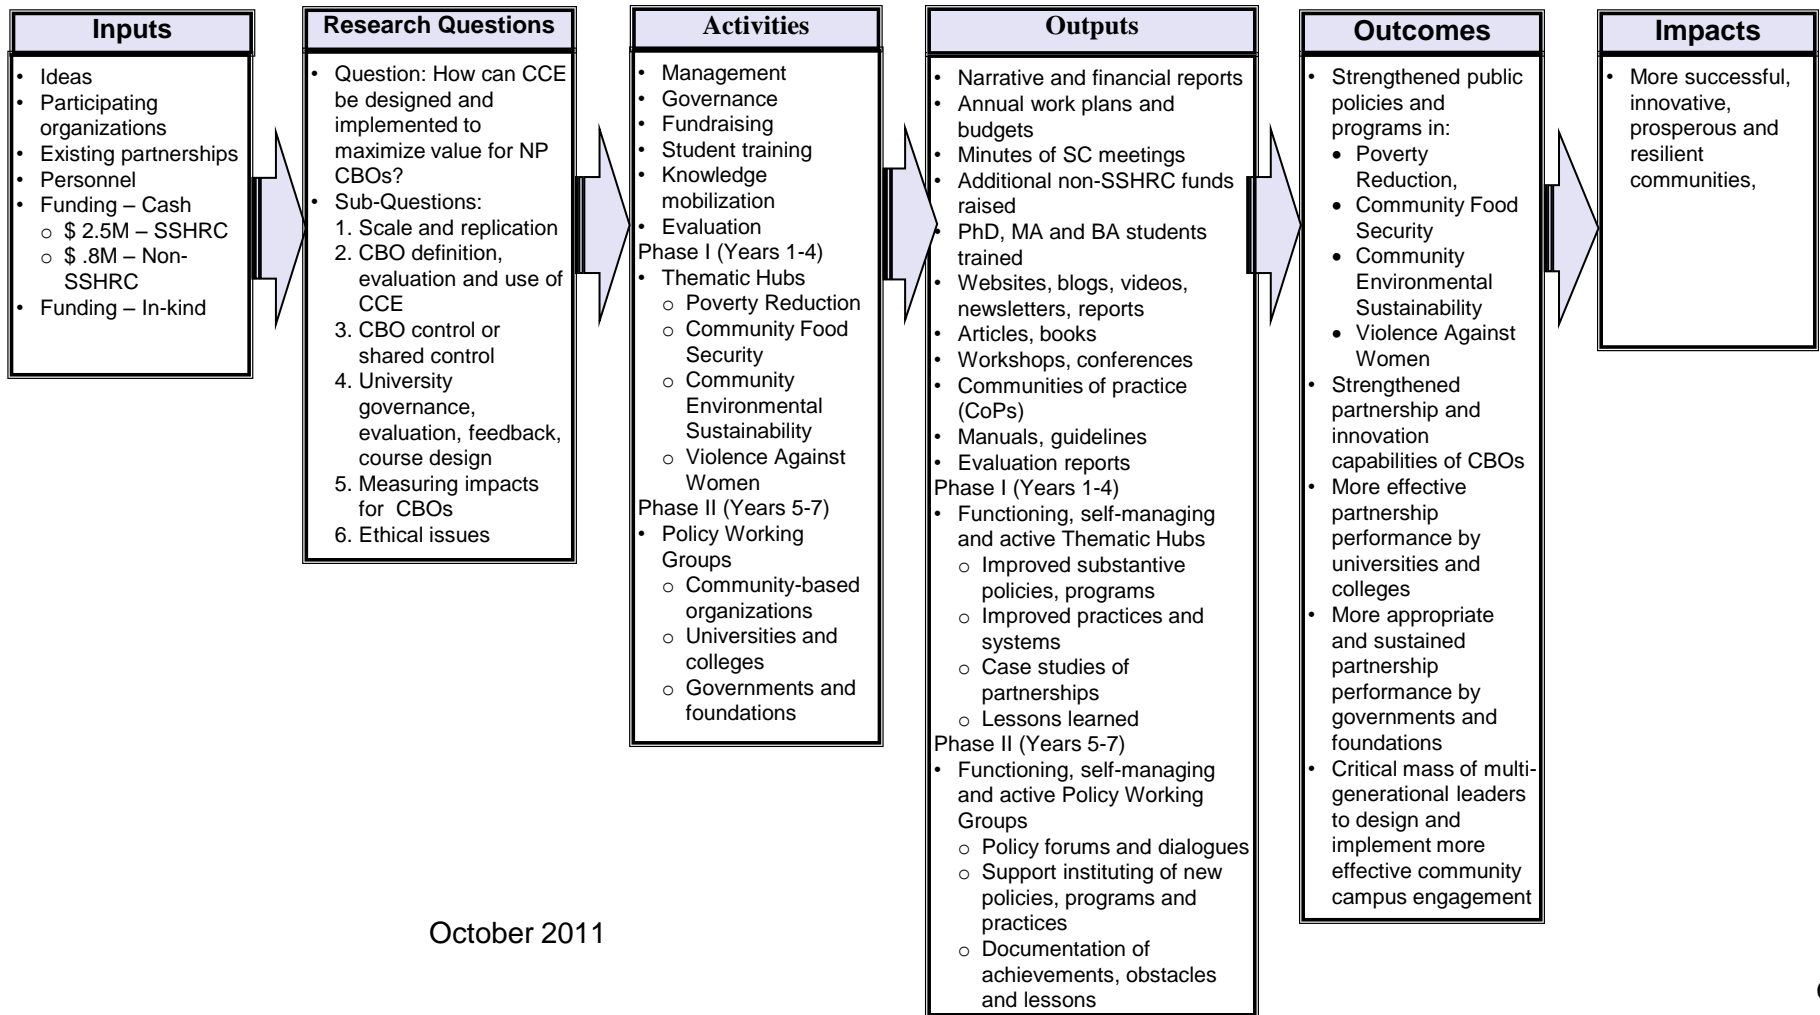 Inputs
• Ideas
• Participating
organizations
• Existing partnerships
• Personnel
• Funding – Cash
○ $ 2.5M – SSHRC
○ $ .8M – Non-
SSHRC
• Funding – In-kind
Research Questions
• Question: How can CCE
be designed and
implemented to
maximize value for NP
CBOs?
• Sub-Questions:
1. Scale and replication
2. CBO definition,
evaluation and use of
CCE
3. CBO control or
shared control
4. University
governance,
evaluation, feedback,
course design
5. Measuring impacts
for CBOs
6. Ethical issues
Activities
• Management
• Governance
• Fundraising
• Student training
• Knowledge
mobilization
• Evaluation
Phase I (Years 1-4)
• Thematic Hubs
○ Poverty Reduction
○ Community Food
Security
○ Community
Environmental
Sustainability
○ Violence Against
Women
Phase II (Years 5-7)
• Policy Working
Groups
○ Community-based
organizations
○ Universities and
colleges
○ Governments and
foundations
Outputs
• Narrative and financial reports
• Annual work plans and
budgets
• Minutes of SC meetings
• Additional non-SSHRC funds
raised
• PhD, MA and BA students
trained
• Websites, blogs, videos,
newsletters, reports
• Articles, books
• Workshops, conferences
• Communities of practice
(CoPs)
• Manuals, guidelines
• Evaluation reports
Phase I (Years 1-4)
• Functioning, self-managing
and active Thematic Hubs
○ Improved substantive
policies, programs
○ Improved practices and
systems
○ Case studies of
partnerships
○ Lessons learned
Phase II (Years 5-7)
• Functioning, self-managing
and active Policy Working
Groups
○ Policy forums and dialogues
○ Support instituting of new
policies, programs and
practices
○ Documentation of
achievements, obstacles
and lessons
Outcomes
• Strengthened public
policies and
programs in:
• Poverty
Reduction,
• Community Food
Security
• Community
Environmental
Sustainability
• Violence Against
Women
• Strengthened
partnership and
innovation
capabilities of CBOs
• More effective
partnership
performance by
universities and
colleges
• More appropriate
and sustained
partnership
performance by
governments and
foundations
• Critical mass of multi-
generational leaders
to design and
implement more
effective community
campus engagement
Impacts
• More successful,
innovative,
prosperous and
resilient
communities,
October 2011